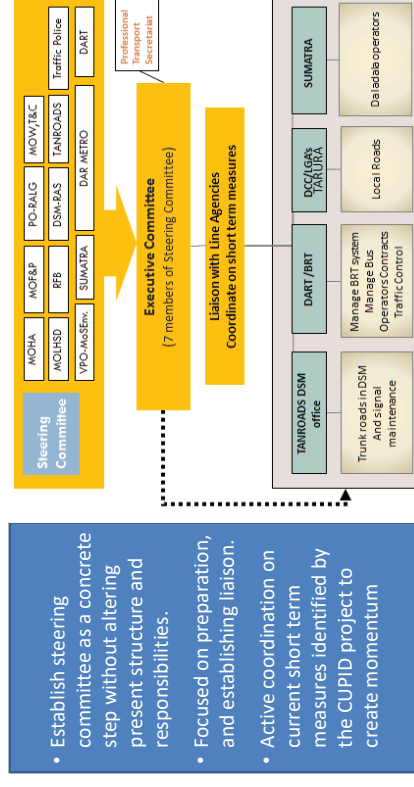 • Establish steering
committee as a concrete
step without altering
present structure and
responsibilities.
• Focused on preparation,
and establishing liaison.
• Active coordination on
current short term
measures identified by
the CUPID project to
create momentum
Steering
Committee
MOHA
MOF&P
PO-RALG
MOW,T&C
MOLHSD
RFB
DSM-RAS
TANROADS
Traffic Police
VPO-MoSEnv.
SUMATRA
DAR METRO
DART
Professional
Transport
Secretariat
Executive Committee
(7 members of Steering Committee)
Liaison with Line Agencies
Coordinate on short term measures
TANROADS DSM
office
DART /BRT
DCC/LGA's
TARURA
SUMATRA
Trunk roads in DSM
And signal
maintenance
Manage BRT system
Manage Bus
Operators Contracts
Traffic Control
Local Roads
Daladala operators